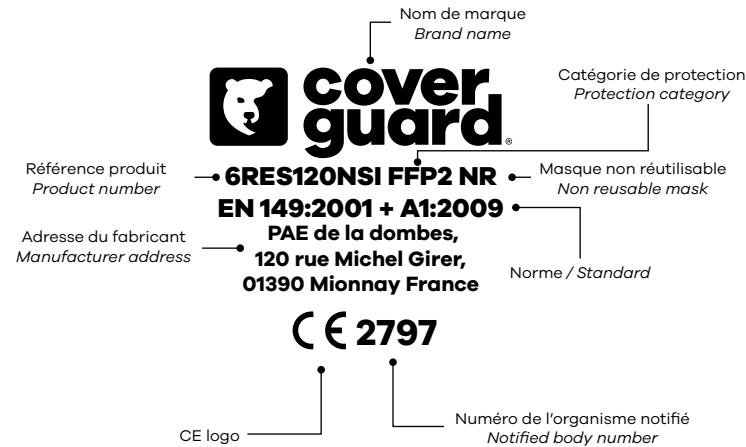 Nom de marque
Brand name
cover
guard®
Catégorie de protection
Protection category
Référence produit
Product number
6RES120NSI FFP2 NR
Masque non réutilisable
Non reusable mask
EN 149:2001 + A1:2009
Adresse du fabricant
Manufacturer address
PAE de la dombes,
120 rue Michel Girer,
01390 Mionnay France
Norme / Standard
CE 2797
CE logo
Numéro de l'organisme notifié
Notified body number